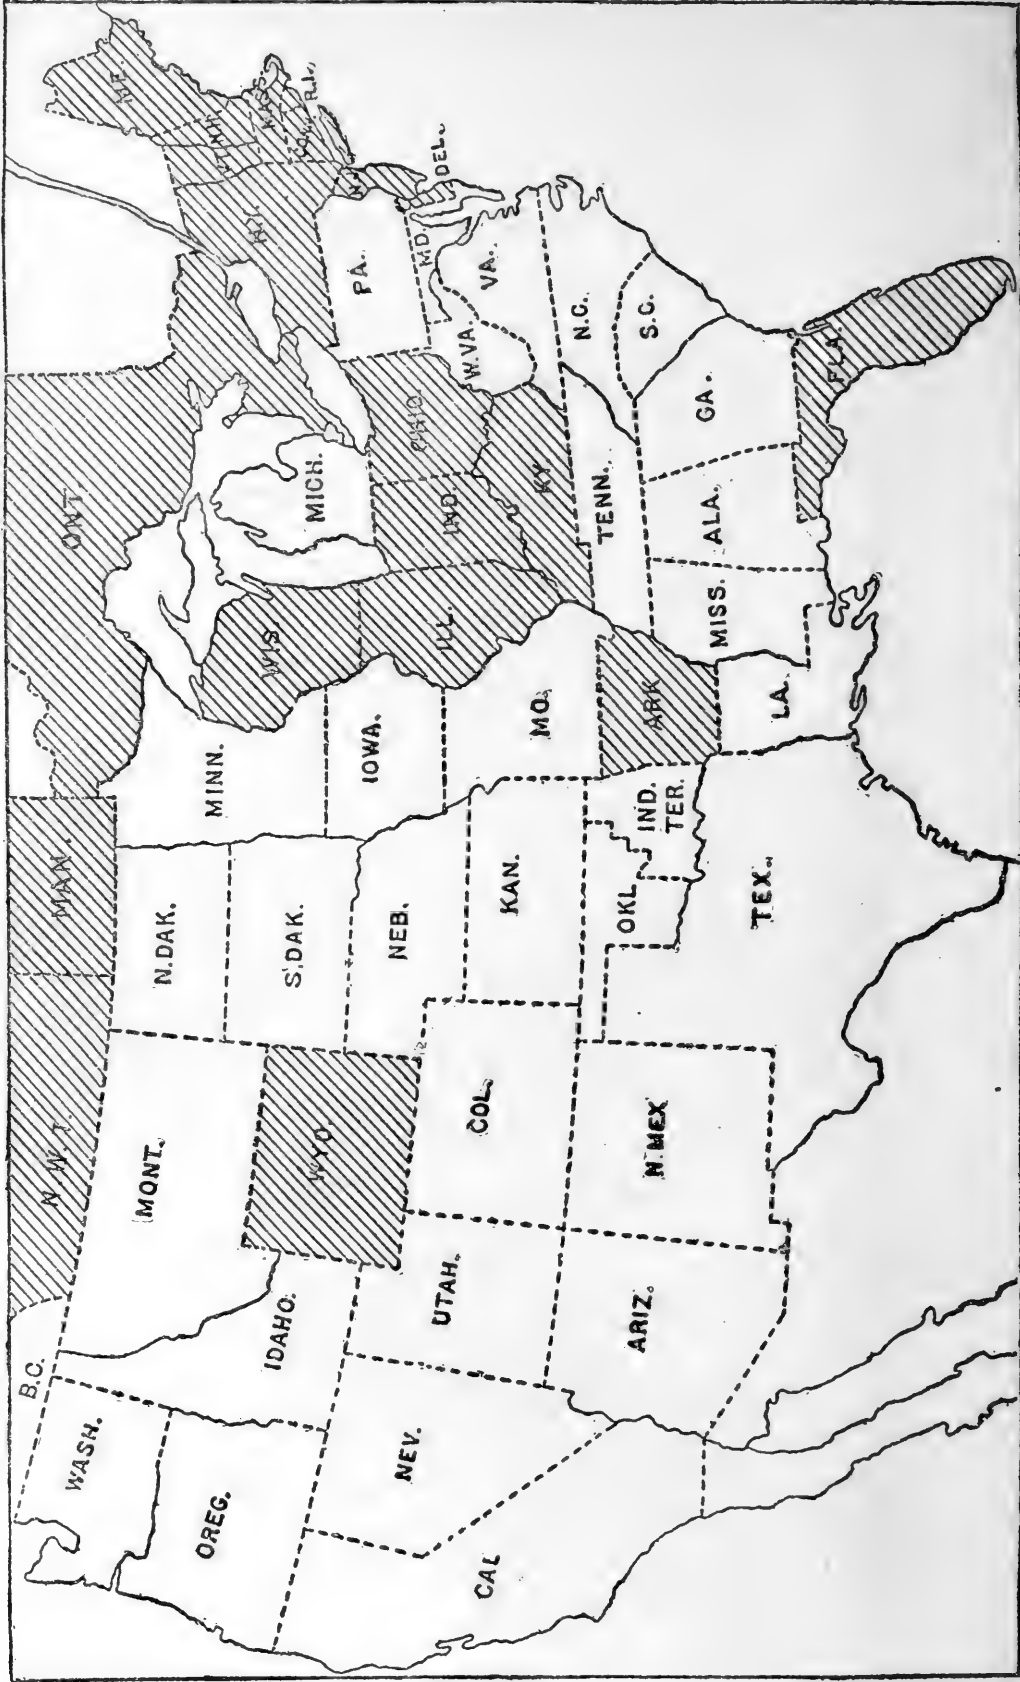 B.C.
N.W.T.
MAN.
ONT.
WASH.
OREG.
IDAHO.
MONT.
WYO.
N.DAK.
S.DAK.
MINN.
WIS.
MICH.
IOWA.
NEB.
NEV.
CAL
UTAH.
COL.
KAN.
MO.
ILL.
IND.
OHIO.
KY
TENN.
ARIZ.
N.MEX
OKL.
IND.
TER.
ARK
TEX.
LA.
MISS.
ALA.
GA.
FLA.
S.C.
N.C.
VA.
W.VA.
MD.
DEL.
PA.
N.Y.
VT.
N.H.
ME.
MASS.
R.I.
CONN.